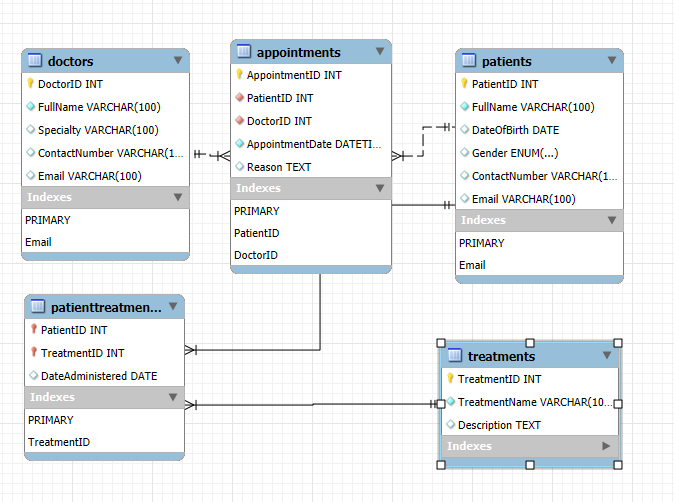 doctors
DoctorID INT
FullName VARCHAR(100)
Specialty VARCHAR(100)
ContactNumber VARCHAR(1...
Email VARCHAR(100)
Indexes
PRIMARY
Email
appointments
AppointmentID INT
PatientID INT
DoctorID INT
AppointmentDate DATETI...
Reason TEXT
Indexes
PRIMARY
PatientID
DoctorID
patients
PatientID INT
FullName VARCHAR(100)
DateOfBirth DATE
Gender ENUM(...)
ContactNumber VARCHAR(1...
Email VARCHAR(100)
Indexes
PRIMARY
Email
patienttreatmen...
PatientID INT
TreatmentID INT
DateAdministered DATE
Indexes
PRIMARY
TreatmentID
treatments
TreatmentID INT
TreatmentName VARCHAR(10...
Description TEXT
Indexes